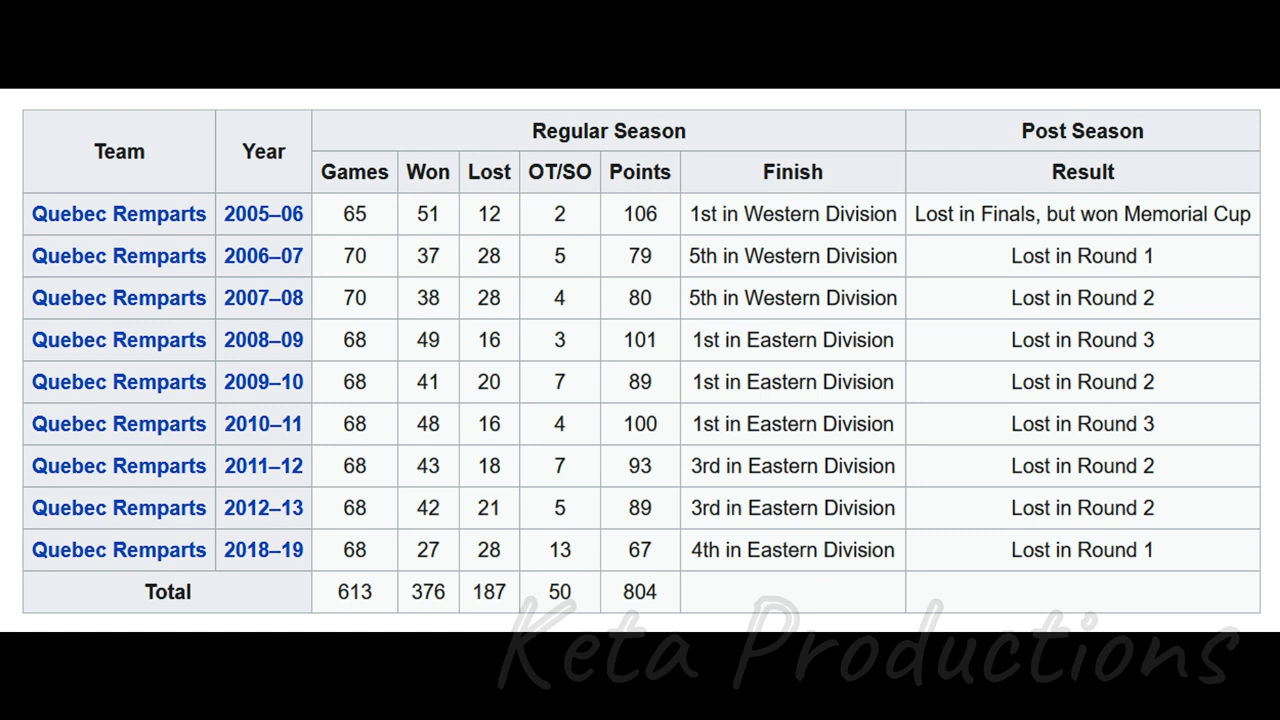 Team Year Regular Season Post Season
Games Won Lost OT/SO Points Finish Result
Quebec Remparts 2005–06 65 51 12 2 106 1st in Western Division Lost in Finals, but won Memorial Cup
Quebec Remparts 2006–07 70 37 28 5 79 5th in Western Division Lost in Round 1
Quebec Remparts 2007–08 70 38 28 4 80 5th in Western Division Lost in Round 2
Quebec Remparts 2008–09 68 49 16 3 101 1st in Eastern Division Lost in Round 3
Quebec Remparts 2009–10 68 41 20 7 89 1st in Eastern Division Lost in Round 2
Quebec Remparts 2010–11 68 48 16 4 100 1st in Eastern Division Lost in Round 3
Quebec Remparts 2011–12 68 43 18 7 93 3rd in Eastern Division Lost in Round 2
Quebec Remparts 2012–13 68 42 21 5 89 3rd in Eastern Division Lost in Round 2
Quebec Remparts 2018–19 68 27 28 13 67 4th in Eastern Division Lost in Round 1
Total 613 376 187 50 804
Keta Productions